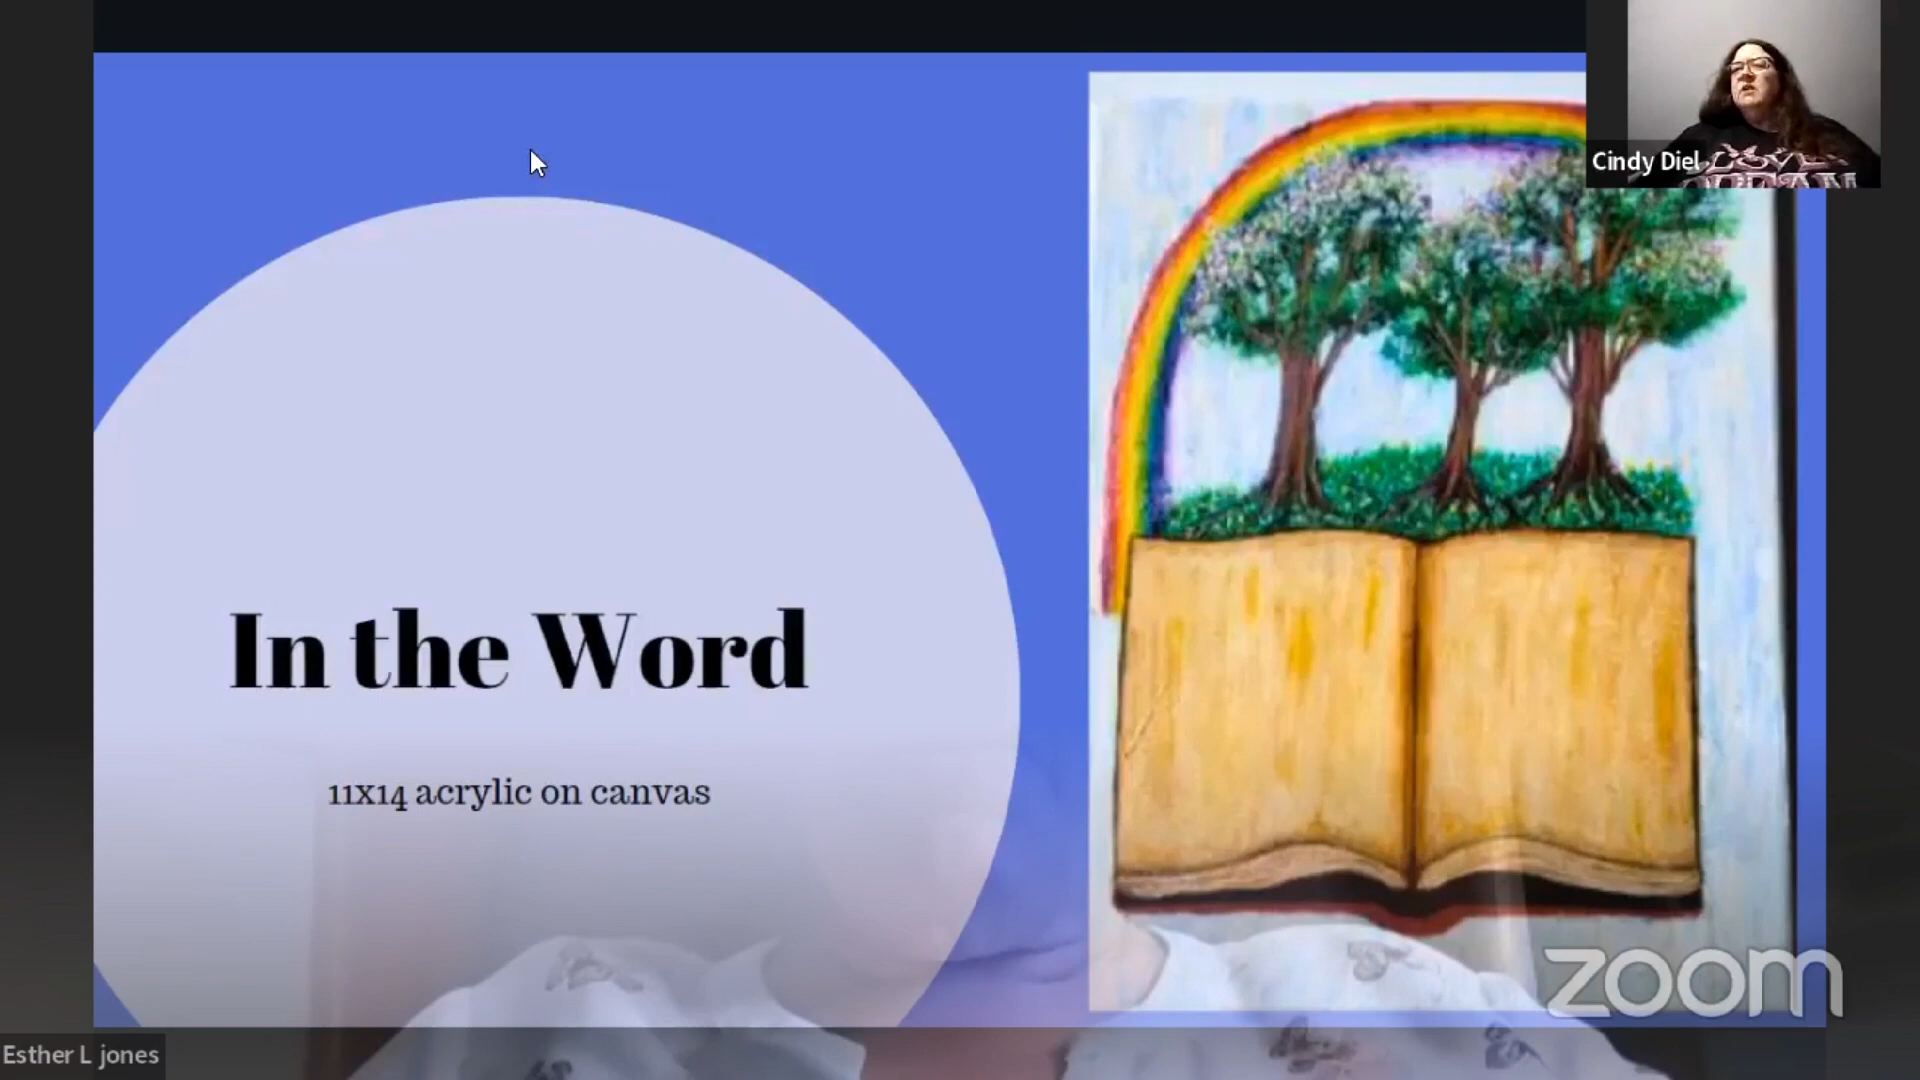 Cindy Diel
In the Word
11x14 acrylic on canvas
zoom
Esther L jones